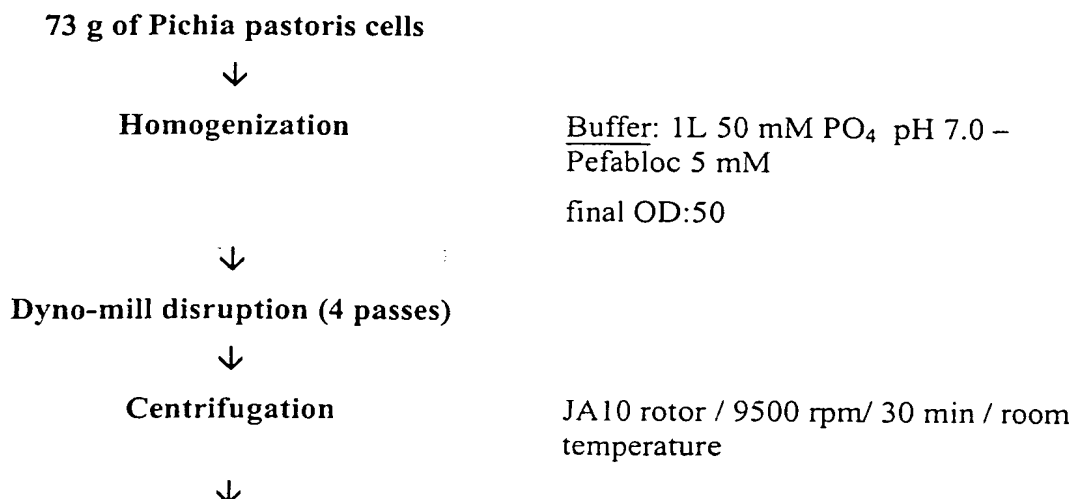 73 g of Pichia pastoris cells
↓
Homogenization
Buffer: 1L 50 mM PO₄ pH 7.0 –
Pefabloc 5 mM
final OD:50
↓
Dyno-mill disruption (4 passes)
↓
Centrifugation
JA10 rotor / 9500 rpm/ 30 min / room
temperature
↓